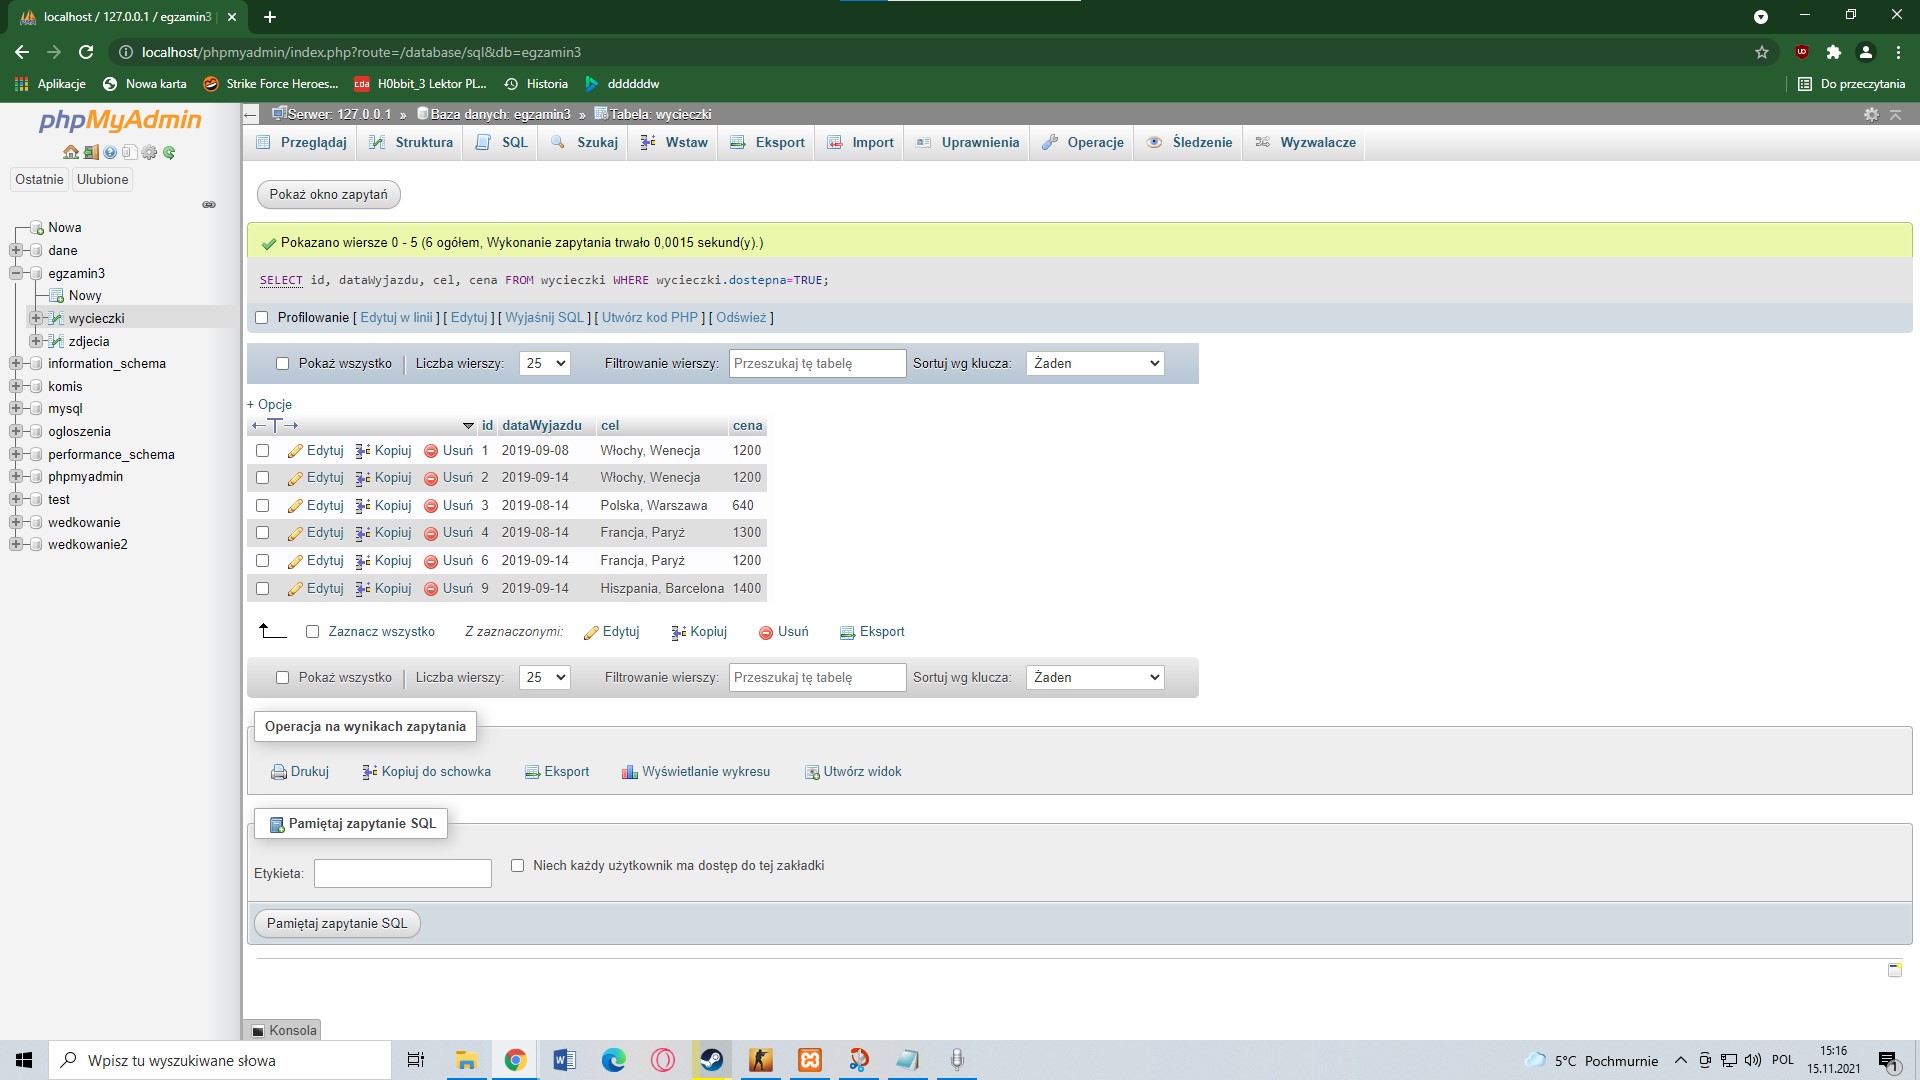 localhost / 127.0.0.1 / egzamin3
localhost/phpmyadmin/index.php?route=/database/sql&db=egzamin3
Aplikacje
Nowa karta
Strike Force Heroes...
cda
H0bbit_3 Lektor PL...
Historia
ddddddw
Do przeczytania
phpMyAdmin
Ostatnie
Ulubione
Nowa
dane
egzamin3
Nowy
wycieczki
zdjecia
information_schema
komis
mysql
ogloszenia
performance_schema
phpmyadmin
test
wedkowanie
wedkowanie2
Serwer: 127.0.0.1 » Baza danych: egzamin3 » Tabela: wycieczki
Przeglądaj
Struktura
SQL
Szukaj
Wstaw
Eksport
Import
Uprawnienia
Operacje
Śledzenie
Wyzwalacze
Pokaż okno zapytań
Pokazano wiersze 0 - 5 (6 ogółem, Wykonanie zapytania trwało 0,0015 sekund(y).)
SELECT id, dataWyjazdu, cel, cena FROM wycieczki WHERE wycieczki.dostepna=TRUE;
Profilowanie [ Edytuj w linii ] [ Edytuj ] [ Wyjaśnij SQL ] [ Utwórz kod PHP ] [ Odśwież ]
Pokaż wszystko | Liczba wierszy: 25 Filtrowanie wierszy: Przeszukaj tę tabelę Sortuj wg klucza: Żaden
+ Opcje
←T→ id dataWyjazdu cel cena
Edytuj Kopiuj Usuń 1 2019-09-08 Włochy, Wenecja 1200
Edytuj Kopiuj Usuń 2 2019-09-14 Włochy, Wenecja 1200
Edytuj Kopiuj Usuń 3 2019-08-14 Polska, Warszawa 640
Edytuj Kopiuj Usuń 4 2019-08-14 Francja, Paryż 1300
Edytuj Kopiuj Usuń 6 2019-09-14 Francja, Paryż 1200
Edytuj Kopiuj Usuń 9 2019-09-14 Hiszpania, Barcelona 1400
Zaznacz wszystko Z zaznaczonymi: Edytuj Kopiuj Usuń Eksport
Pokaż wszystko | Liczba wierszy: 25 Filtrowanie wierszy: Przeszukaj tę tabelę Sortuj wg klucza: Żaden
Operacja na wynikach zapytania
Drukuj Kopiuj do schowka Eksport Wyświetlanie wykresu Utwórz widok
Pamiętaj zapytanie SQL
Etykieta: Niech każdy użytkownik ma dostęp do tej zakładki
Pamiętaj zapytanie SQL
Konsola
Wpisz tu wyszukiwane słowa
5°C Pochmurnie
POL
15:16
15.11.2021
1